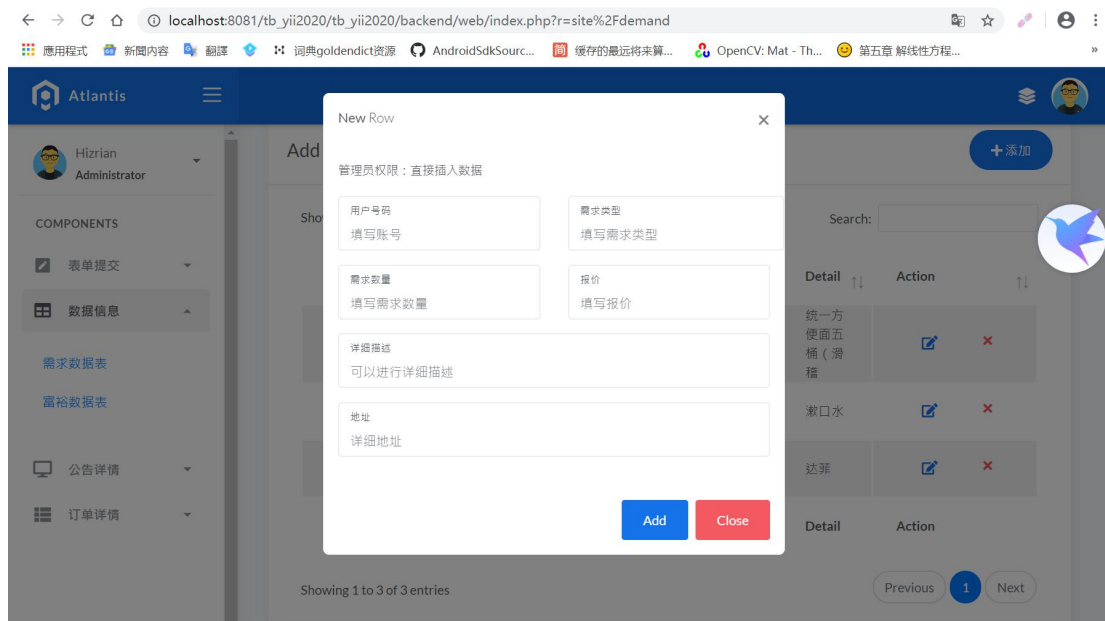 localhost:8081/tb_yii2020/tb_yii2020/backend/web/index.php?r=site%2Fdemand
應用程式 新聞內容 翻譯 词典goldendict资源 AndroidSdkSourc... 缓存的最远将来算... OpenCV: Mat - Th... 第五章 解线性方程... »
Atlantis
Hizrian
Administrator
COMPONENTS
表单提交
数据信息
需求数据表
富裕数据表
公告详情
订单详情
Add
添加
Sho
Search:
New Row
×
管理员权限：直接插入数据
用户号码
填写账号
需求类型
填写需求类型
需求数量
填写需求数量
报价
填写报价
详细描述
可以进行详细描述
地址
详细地址
Add Close
Detail Action
统一方
便面五
桶（滑
稽
漱口水
达菲
Detail Action
Showing 1 to 3 of 3 entries
Previous 1 Next